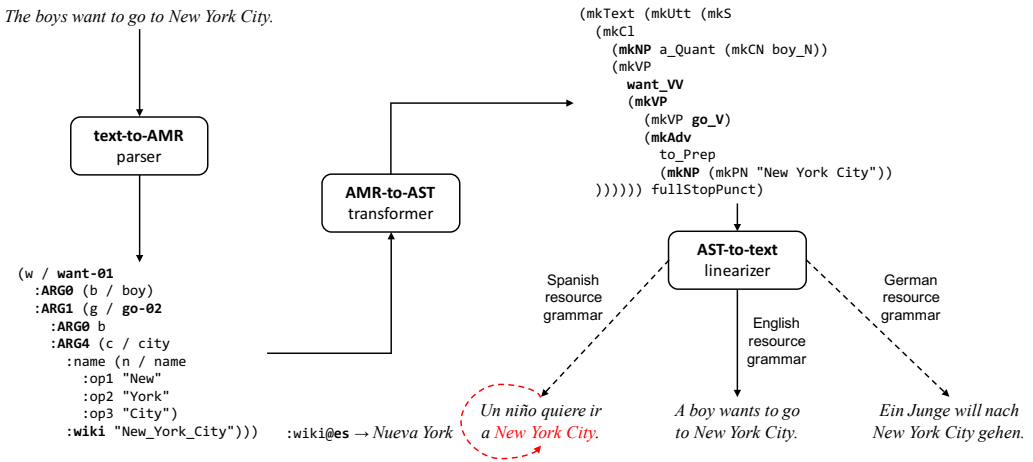 The boys want to go to New York City.
text-to-AMR
parser
(w / want-01
:ARG0 (b / boy)
:ARG1 (g / go-02
:ARG0 b
:ARG4 (c / city
:name (n / name
:op1 "New"
:op2 "York"
:op3 "City")
:wiki "New_York_City")))
:wiki@es → Nueva York
AMR-to-AST
transformer
(mkText (mkUtt (mkS
(mkCl
(mkNP a_Quant (mkCN boy_N))
(mkVP
want_VV
(mkVP
(mkVP go_V)
(mkAdv
to_Prep
(mkNP (mkPN "New York City"))
)))))) fullStopPunct)
AST-to-text
linearizer
Spanish
resource
grammar
English
resource
grammar
German
resource
grammar
Un niño quiere ir
a New York City.
A boy wants to go
to New York City.
Ein Junge will nach
New York City gehen.